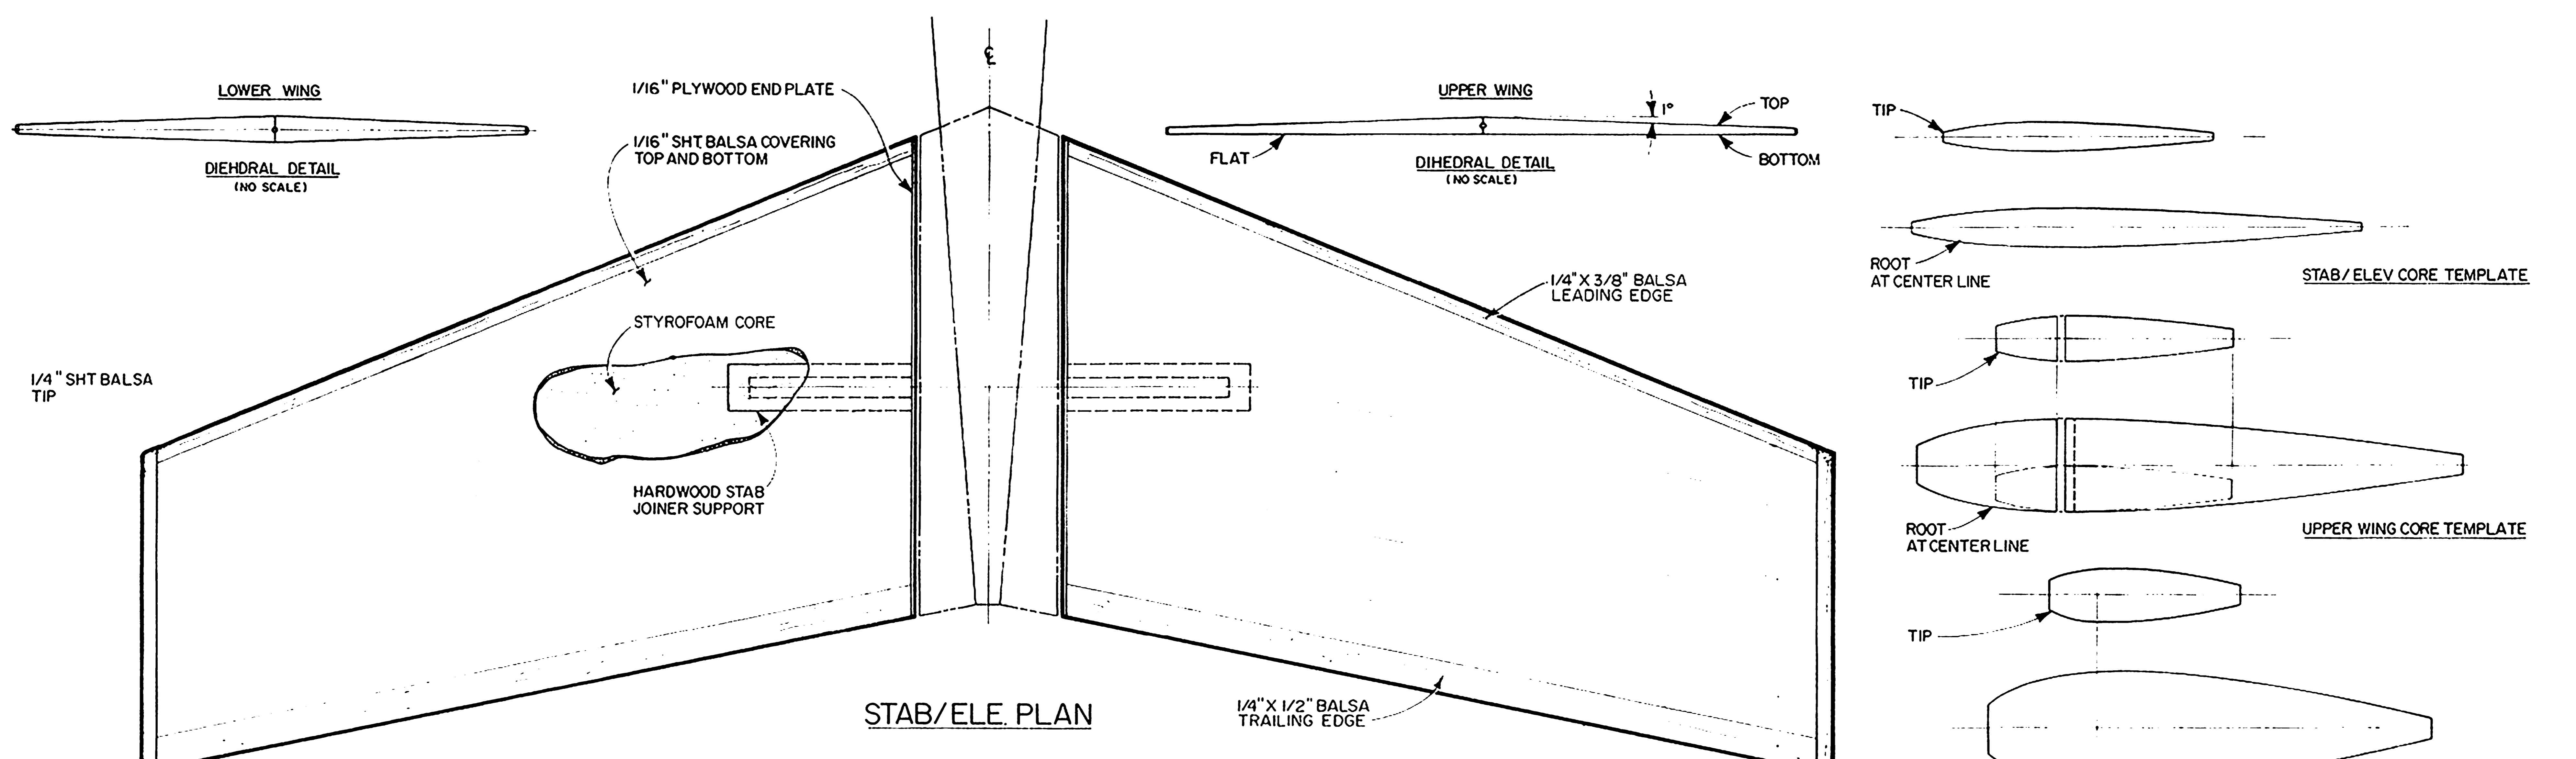 LOWER WING
DIEHDRAL DETAIL
(NO SCALE)
1/4" SHT BALSA
TIP
1/16" PLYWOOD END PLATE
1/16" SHT BALSA COVERING
TOP AND BOTTOM
STYROFOAM CORE
HARDWOOD STAB
JOINER SUPPORT
℄
STAB/ELE. PLAN
UPPER WING
1°
TOP
FLAT
BOTTOM
DIHEDRAL DETAIL
(NO SCALE)
1/4" X 3/8" BALSA
LEADING EDGE
1/4" X 1/2" BALSA
TRAILING EDGE
TIP
ROOT
AT CENTER LINE
STAB/ELEV CORE TEMPLATE
TIP
ROOT
AT CENTER LINE
UPPER WING CORE TEMPLATE
TIP